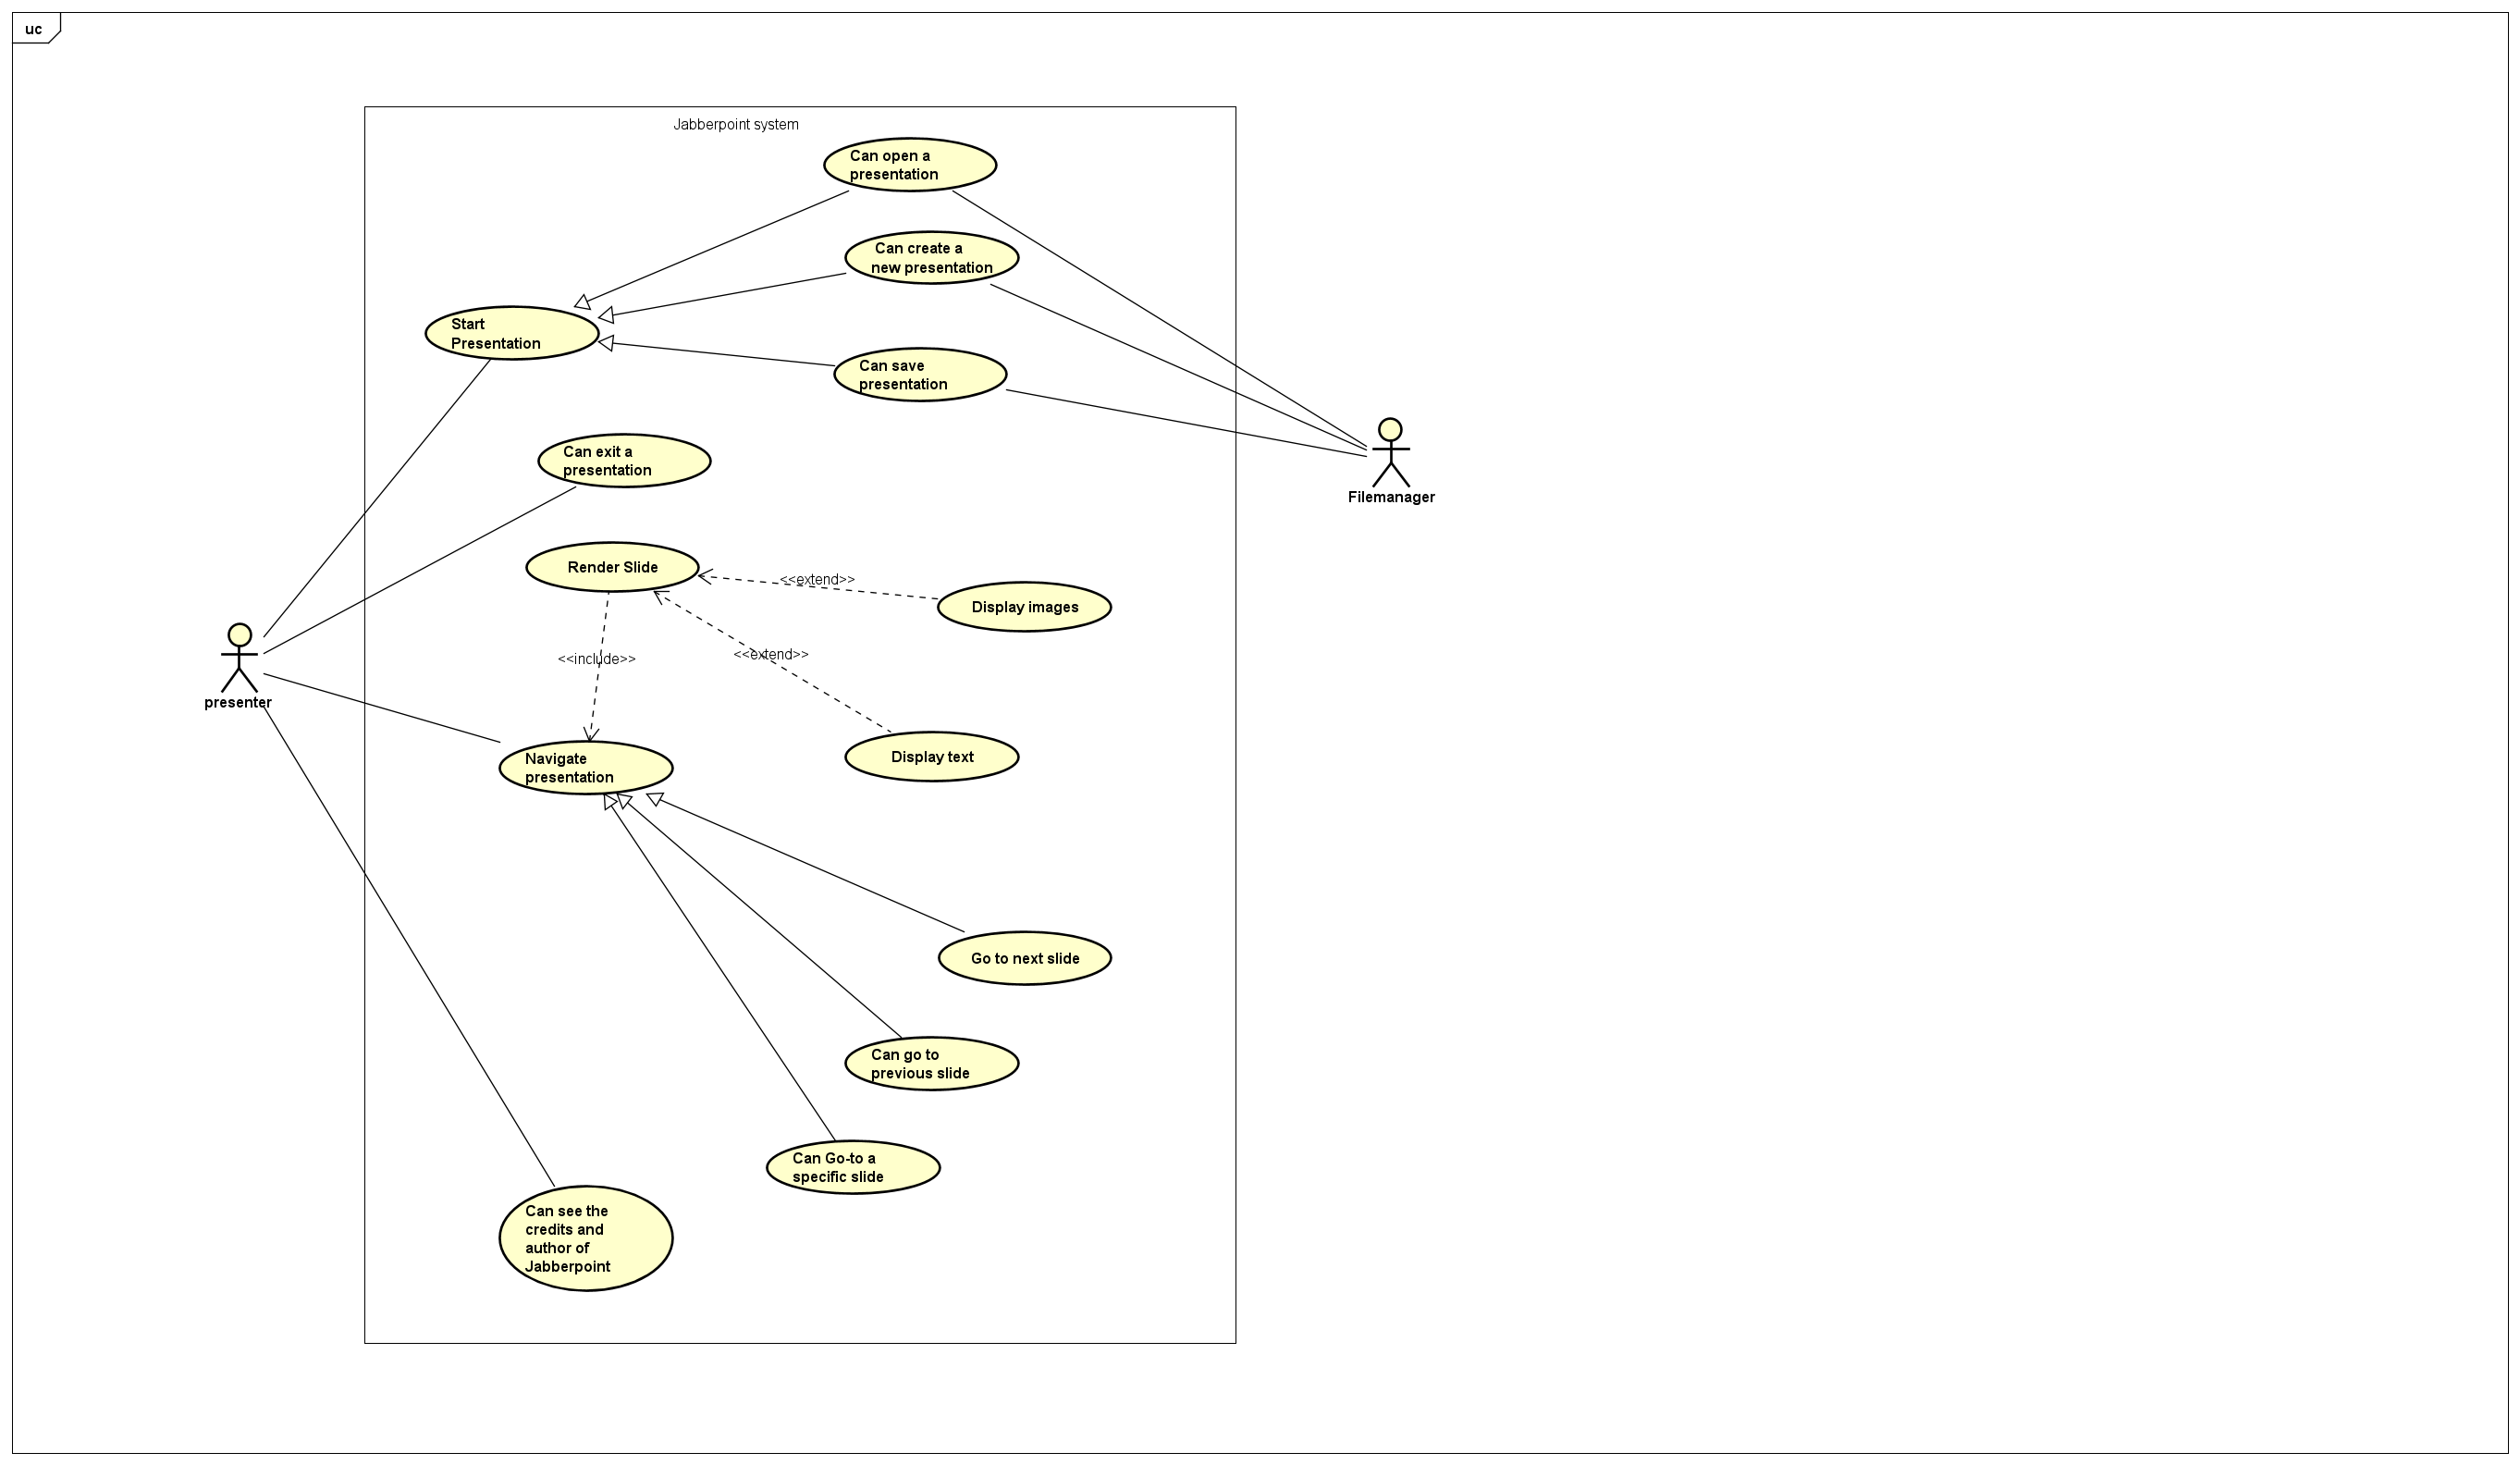 uc
Jabberpoint system
Can open a
presentation
Can create a
new presentation
Start
Presentation
Can save
presentation
Can exit a
presentation
Filemanager
Render Slide
<<extend>>
Display images
<<include>>
<<extend>>
presenter
Navigate
presentation
Display text
Go to next slide
Can go to
previous slide
Can Go-to a
specific slide
Can see the
credits and
author of
Jabberpoint